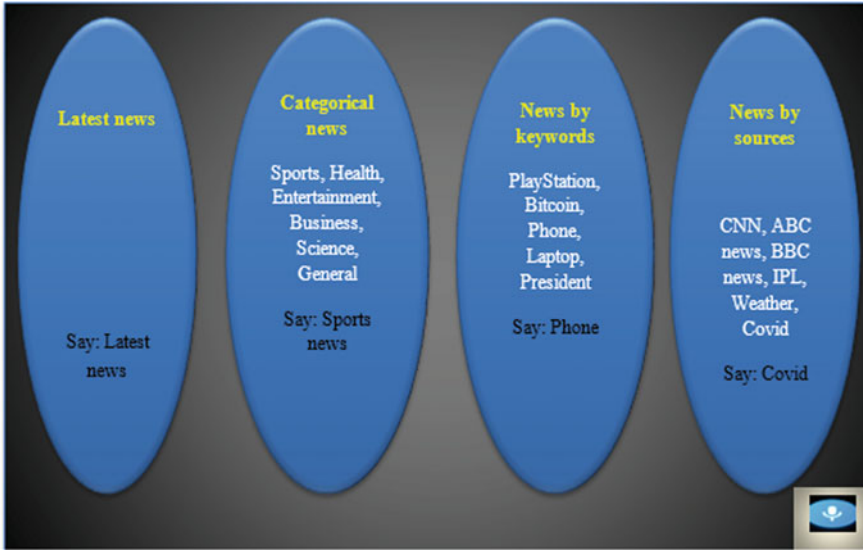 Latest news
Say: Latest
news
Categorical
news
Sports, Health,
Entertainment,
Business,
Science,
General
Say: Sports
news
News by
keywords
PlayStation,
Bitcoin,
Phone,
Laptop,
President
Say: Phone
News by
sources
CNN, ABC
news, BBC
news, IPL,
Weather,
Covid
Say: Covid